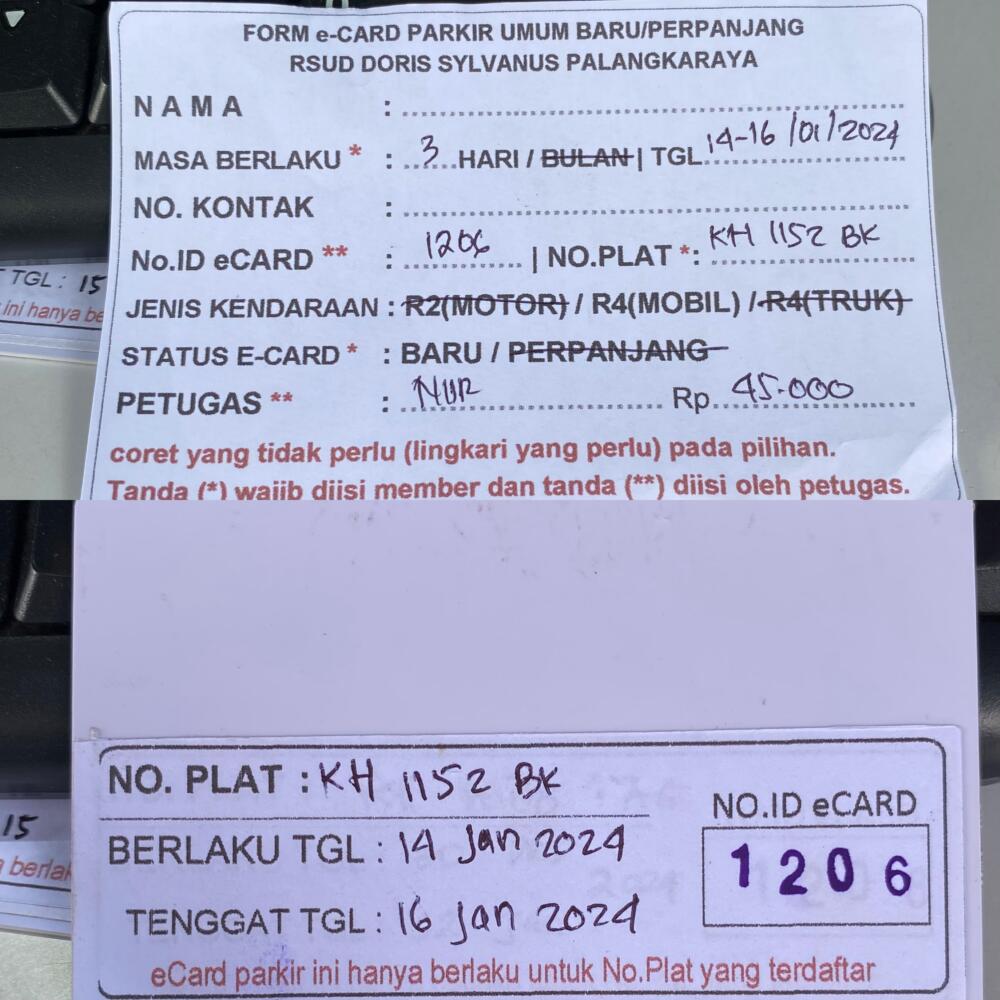 FORM e-CARD PARKIR UMUM BARU/PERPANJANG
RSUD DORIS SYLVANUS PALANGKARAYA
NAMA :
MASA BERLAKU * : 3 HARI / BULAN | TGL 14-16/01/2024
NO. KONTAK :
No.ID eCARD ** : 1206 | NO.PLAT *: KH 1152 BK
JENIS KENDARAAN : R2(MOTOR) / R4(MOBIL) / R4(TRUK)
STATUS E-CARD * : BARU / PERPANJANG
PETUGAS ** : NUR Rp. 45.000
coret yang tidak perlu (lingkari yang perlu) pada pilihan.
Tanda (*) wajib diisi member dan tanda (**) diisi oleh petugas.
TGL : 15
ini hanya be
NO. PLAT : KH 1152 BK
BERLAKU TGL : 14 Jan 2024
TENGGAT TGL : 16 Jan 2024
NO.ID eCARD
1206
eCard parkir ini hanya berlaku untuk No.Plat yang terdaftar
15
berlak